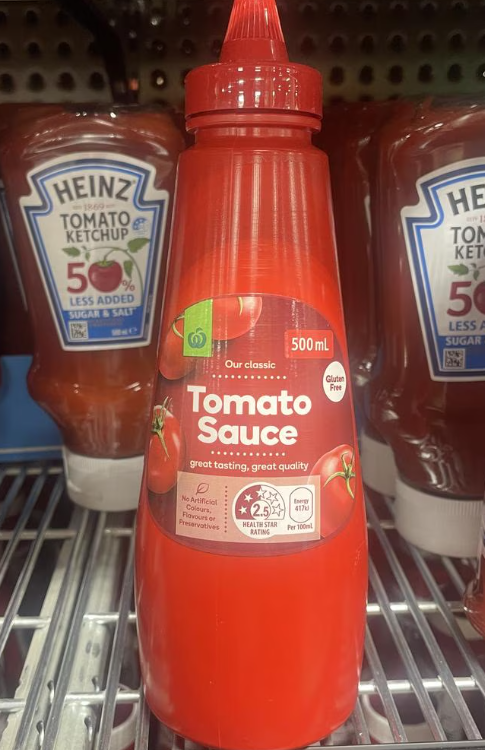 HEINZ
TOMATO
KETCHUP
50%
LESS ADDED
SUGAR & SALT
500 mL
Our classic
Tomato
Sauce
great tasting, great quality
Gluten
Free
No Artificial
Colours,
Flavours or
Preservatives
2.5
HEALTH STAR
RATING
Energy
417kJ
Per 100mL
HE
TOM
KET
5
LESS A
SUGAR